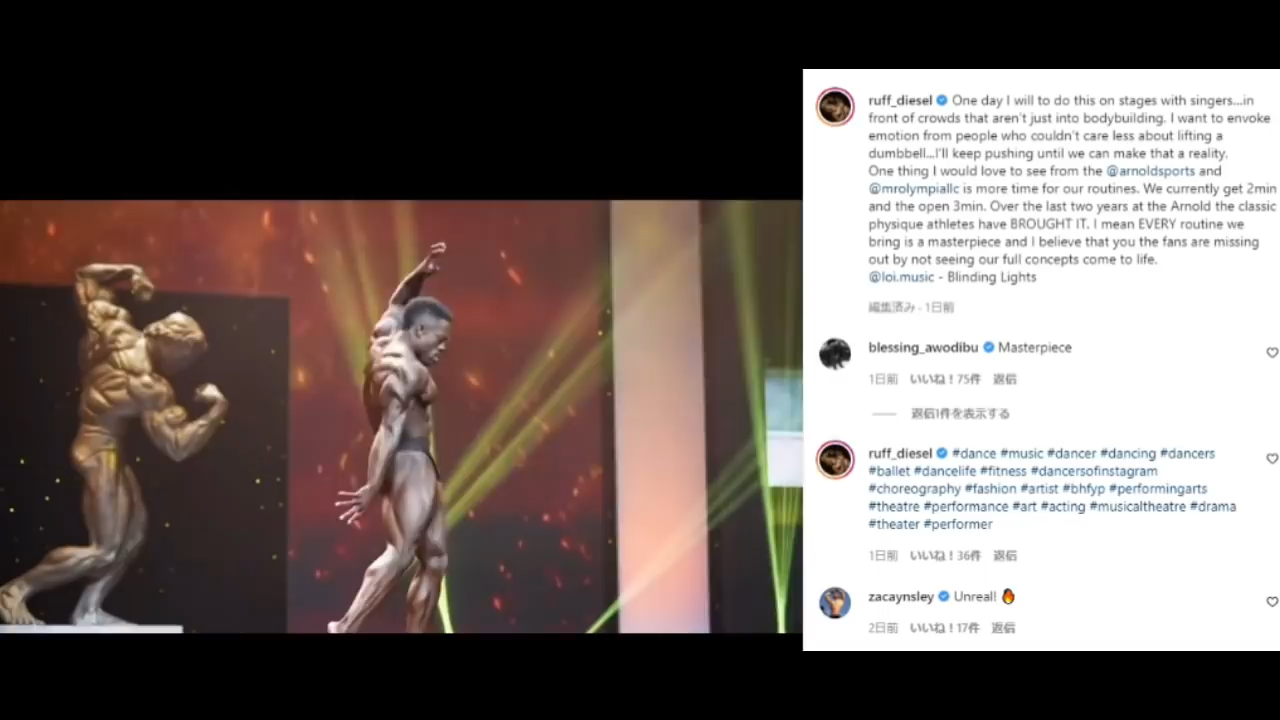 ruff_diesel One day I will to do this on stages with singers...in
front of crowds that aren't just into bodybuilding. I want to envoke
emotion from people who couldn't care less about lifting a
dumbbell...I'll keep pushing until we can make that a reality.
One thing I would love to see from the @arnoldsports and
@mrolympiallc is more time for our routines. We currently get 2min
and the open 3min. Over the last two years at the Arnold the classic
physique athletes have BROUGHT IT. I mean EVERY routine we
bring is a masterpiece and I believe that you the fans are missing
out by not seeing our full concepts come to life.
@loi.music - Blinding Lights
編集済み · 1日前
blessing_awodibu Masterpiece
1日前 いいね！75件 返信
返信1件を表示する
ruff_diesel #dance #music #dancer #dancing #dancers
#ballet #dancelife #fitness #dancersofinstagram
#choreography #fashion #artist #bhfyp #performingarts
#theatre #performance #art #acting #musicaltheatre #drama
#theater #performer
1日前 いいね！36件 返信
zacaynsley Unreal! 🔥
2日前 いいね！17件 返信